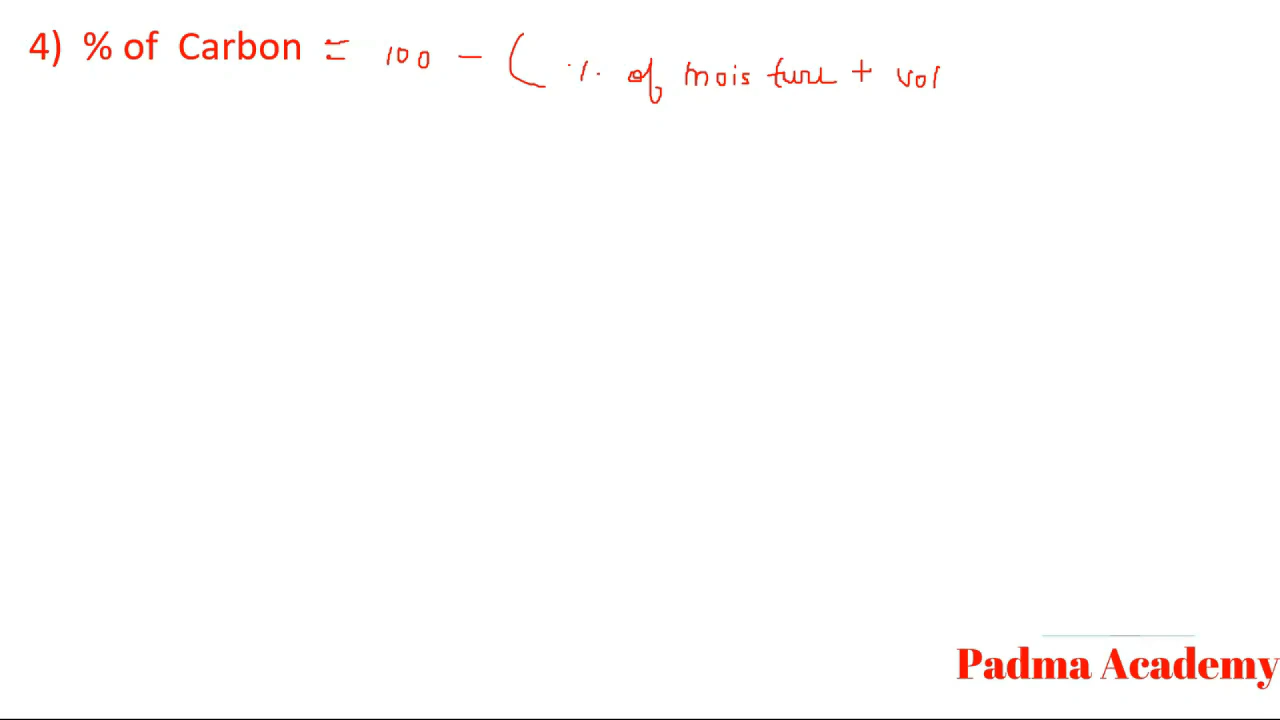 4) % of Carbon = 100 - ( % of moisture + vol
Padma Academy